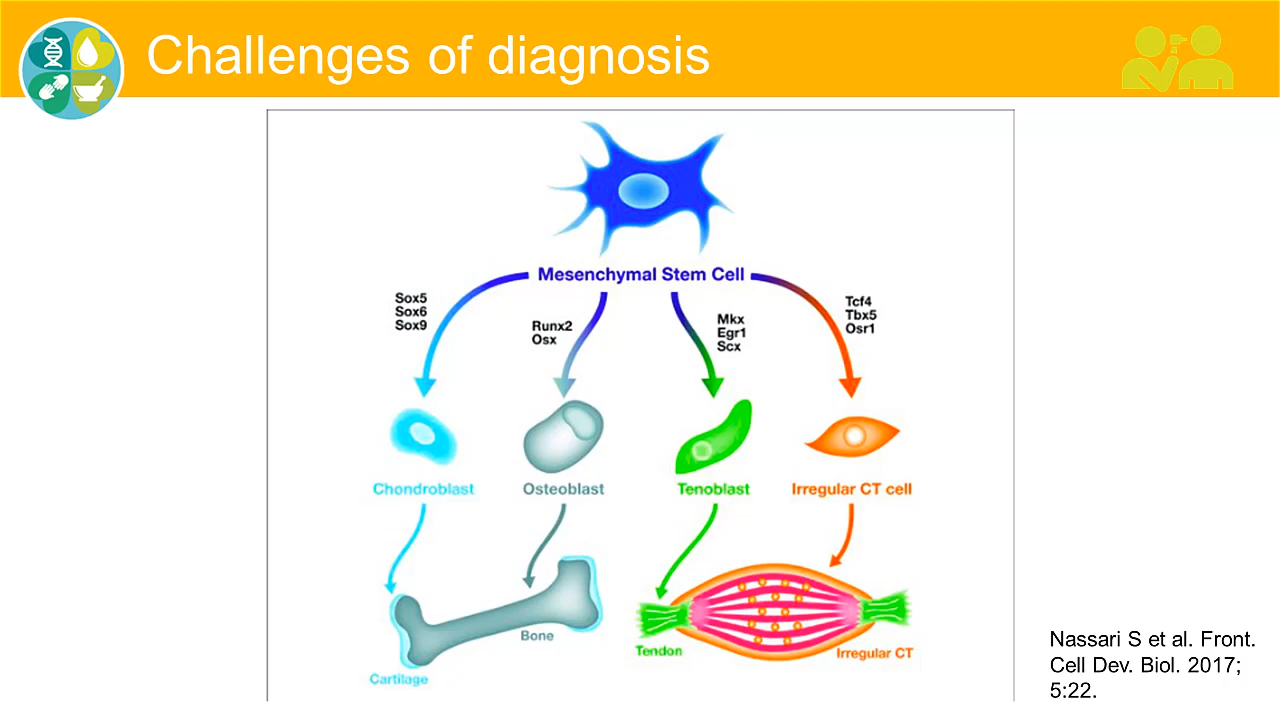 Challenges of diagnosis
Mesenchymal Stem Cell
Sox5
Sox6
Sox9
Runx2
Osx
Mkx
Egr1
Scx
Tcf4
Tbx5
Osr1
Chondroblast
Osteoblast
Tenoblast
Irregular CT cell
Bone
Cartilage
Tendon
Irregular CT
Nassari S et al. Front.
Cell Dev. Biol. 2017;
5:22.